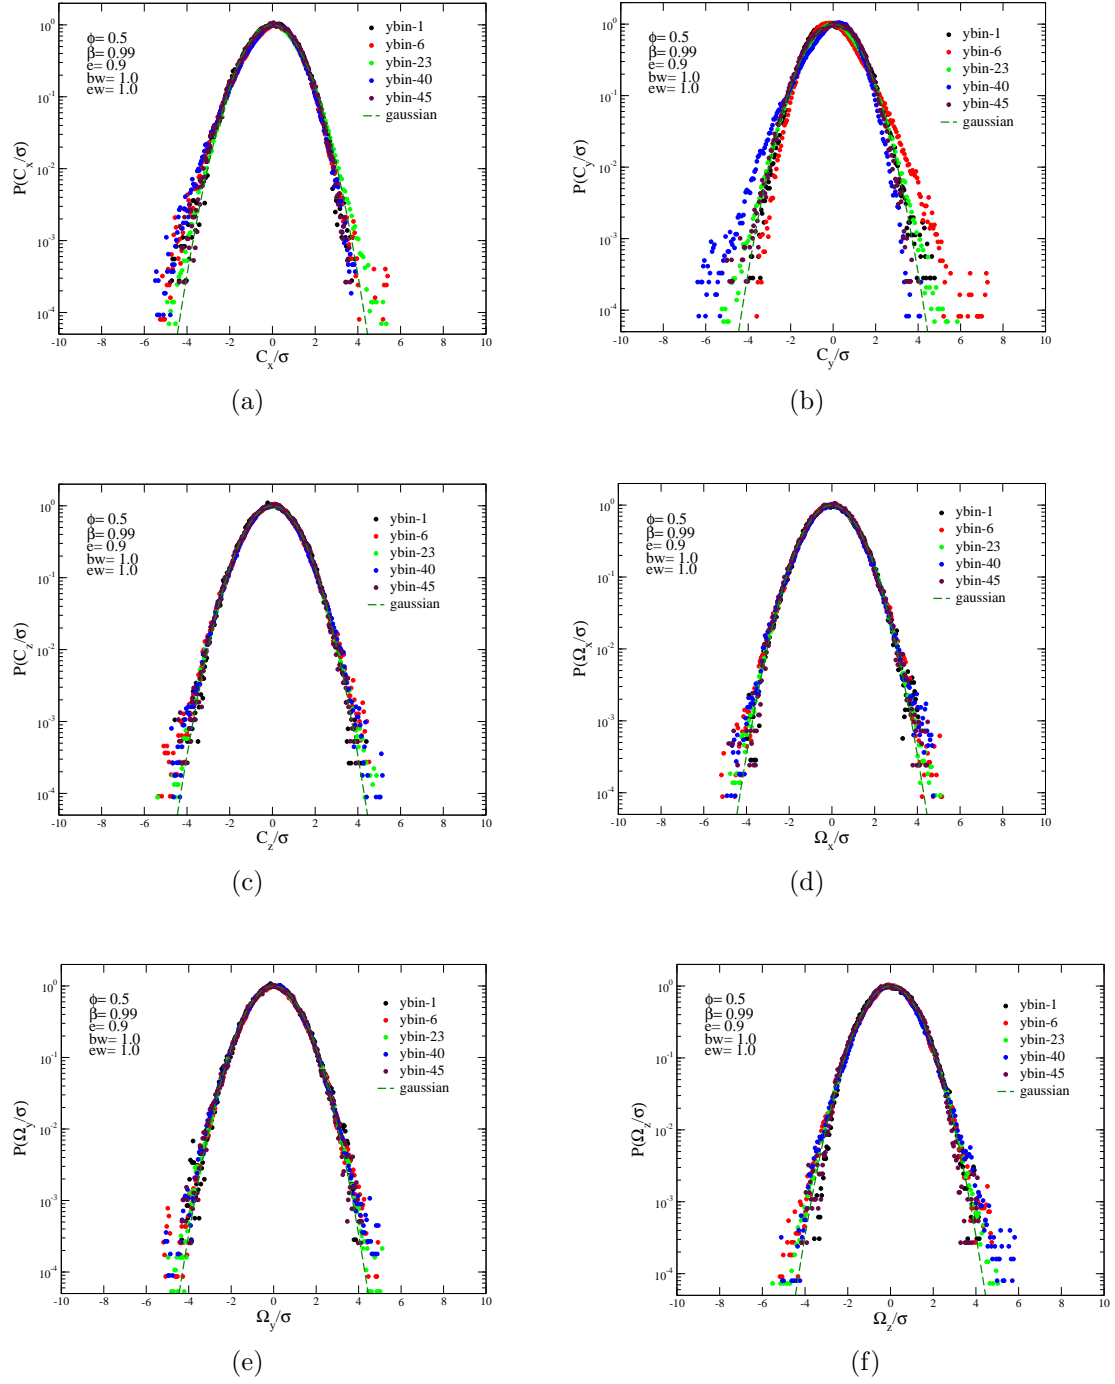 P(C_x/σ)
10^0
10^-1
10^-2
10^-3
10^-4
ϕ= 0.5
β= 0.99
e= 0.9
bw= 1.0
ew= 1.0
ybin-1
ybin-6
ybin-23
ybin-40
ybin-45
gaussian
-10 -8 -6 -4 -2 0 2 4 6 8 10
C_x/σ
(a)
P(C_y/σ)
10^0
10^-1
10^-2
10^-3
10^-4
ϕ= 0.5
β= 0.99
e= 0.9
bw= 1.0
ew= 1.0
ybin-1
ybin-6
ybin-23
ybin-40
ybin-45
gaussian
-10 -8 -6 -4 -2 0 2 4 6 8 10
C_y/σ
(b)
P(C_z/σ)
10^0
10^-1
10^-2
10^-3
10^-4
ϕ= 0.5
β= 0.99
e= 0.9
bw= 1.0
ew= 1.0
ybin-1
ybin-6
ybin-23
ybin-40
ybin-45
gaussian
-10 -8 -6 -4 -2 0 2 4 6 8 10
C_z/σ
(c)
P(Ω_x/σ)
10^0
10^-1
10^-2
10^-3
10^-4
ϕ= 0.5
β= 0.99
e= 0.9
bw= 1.0
ew= 1.0
ybin-1
ybin-6
ybin-23
ybin-40
ybin-45
gaussian
-10 -8 -6 -4 -2 0 2 4 6 8 10
Ω_x/σ
(d)
P(Ω_y/σ)
10^0
10^-1
10^-2
10^-3
10^-4
ϕ= 0.5
β= 0.99
e= 0.9
bw= 1.0
ew= 1.0
ybin-1
ybin-6
ybin-23
ybin-40
ybin-45
gaussian
-10 -8 -6 -4 -2 0 2 4 6 8 10
Ω_y/σ
(e)
P(Ω_z/σ)
10^0
10^-1
10^-2
10^-3
10^-4
ϕ= 0.5
β= 0.99
e= 0.9
bw= 1.0
ew= 1.0
ybin-1
ybin-6
ybin-23
ybin-40
ybin-45
gaussian
-10 -8 -6 -4 -2 0 2 4 6 8 10
Ω_z/σ
(f)